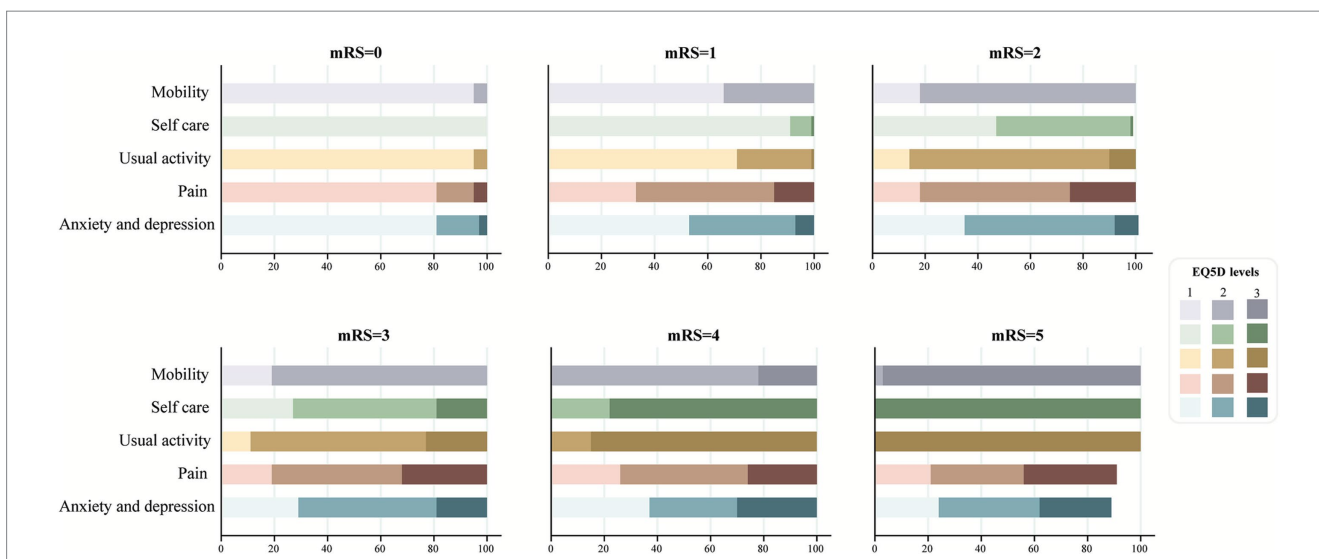 mRS=0
mRS=1
mRS=2
Mobility
Self care
Usual activity
Pain
Anxiety and depression
0 20 40 60 80 100
0 20 40 60 80 100
0 20 40 60 80 100
EQ5D levels
1 2 3
mRS=3
mRS=4
mRS=5
Mobility
Self care
Usual activity
Pain
Anxiety and depression
0 20 40 60 80 100
0 20 40 60 80 100
0 20 40 60 80 100